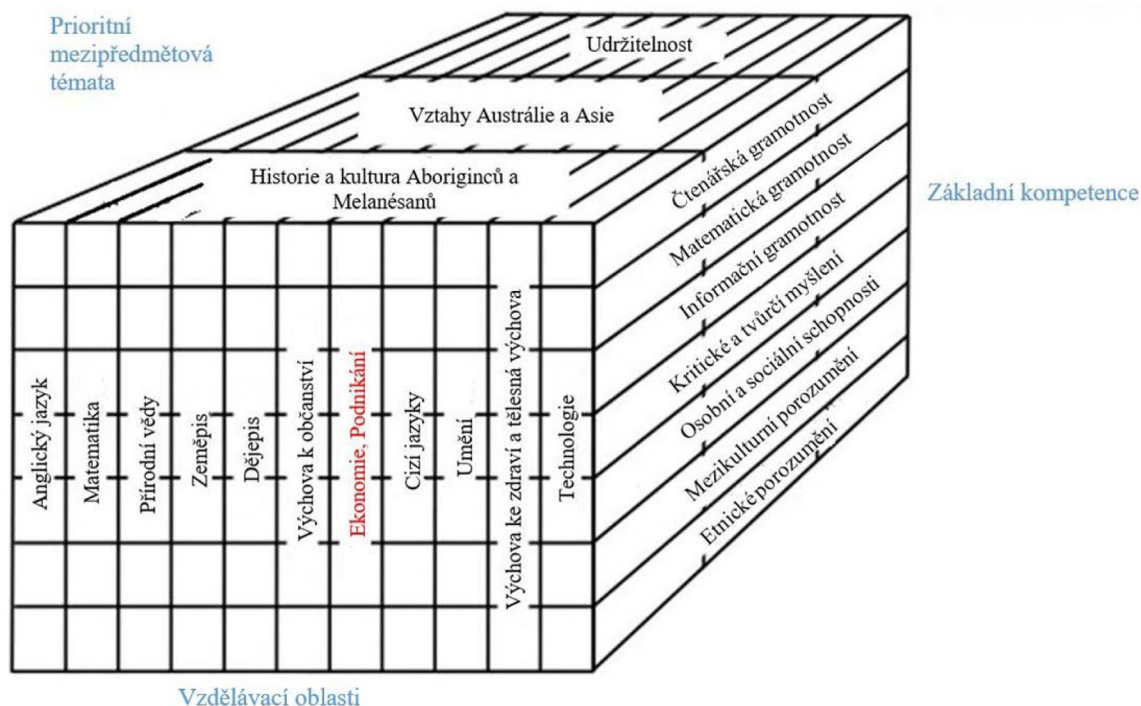 Prioritní
mezipředmětová
témata
Udržitelnost
Vztahy Austrálie a Asie
Historie a kultura Aboriginců a
Melanésanů
Čtenářská gramotnost
Matematická gramotnost
Informační gramotnost
Kritické a tvůrčí myšlení
Osobní a sociální schopnosti
Mezikulturní porozumění
Etnické porozumění
Základní kompetence
Anglický jazyk
Matematika
Přírodní vědy
Zeměpis
Dějepis
Výchova k občanství
Ekonomie, Podnikání
Cizí jazyky
Umění
Výchova ke zdraví a tělesná výchova
Technologie
Vzdělávací oblasti